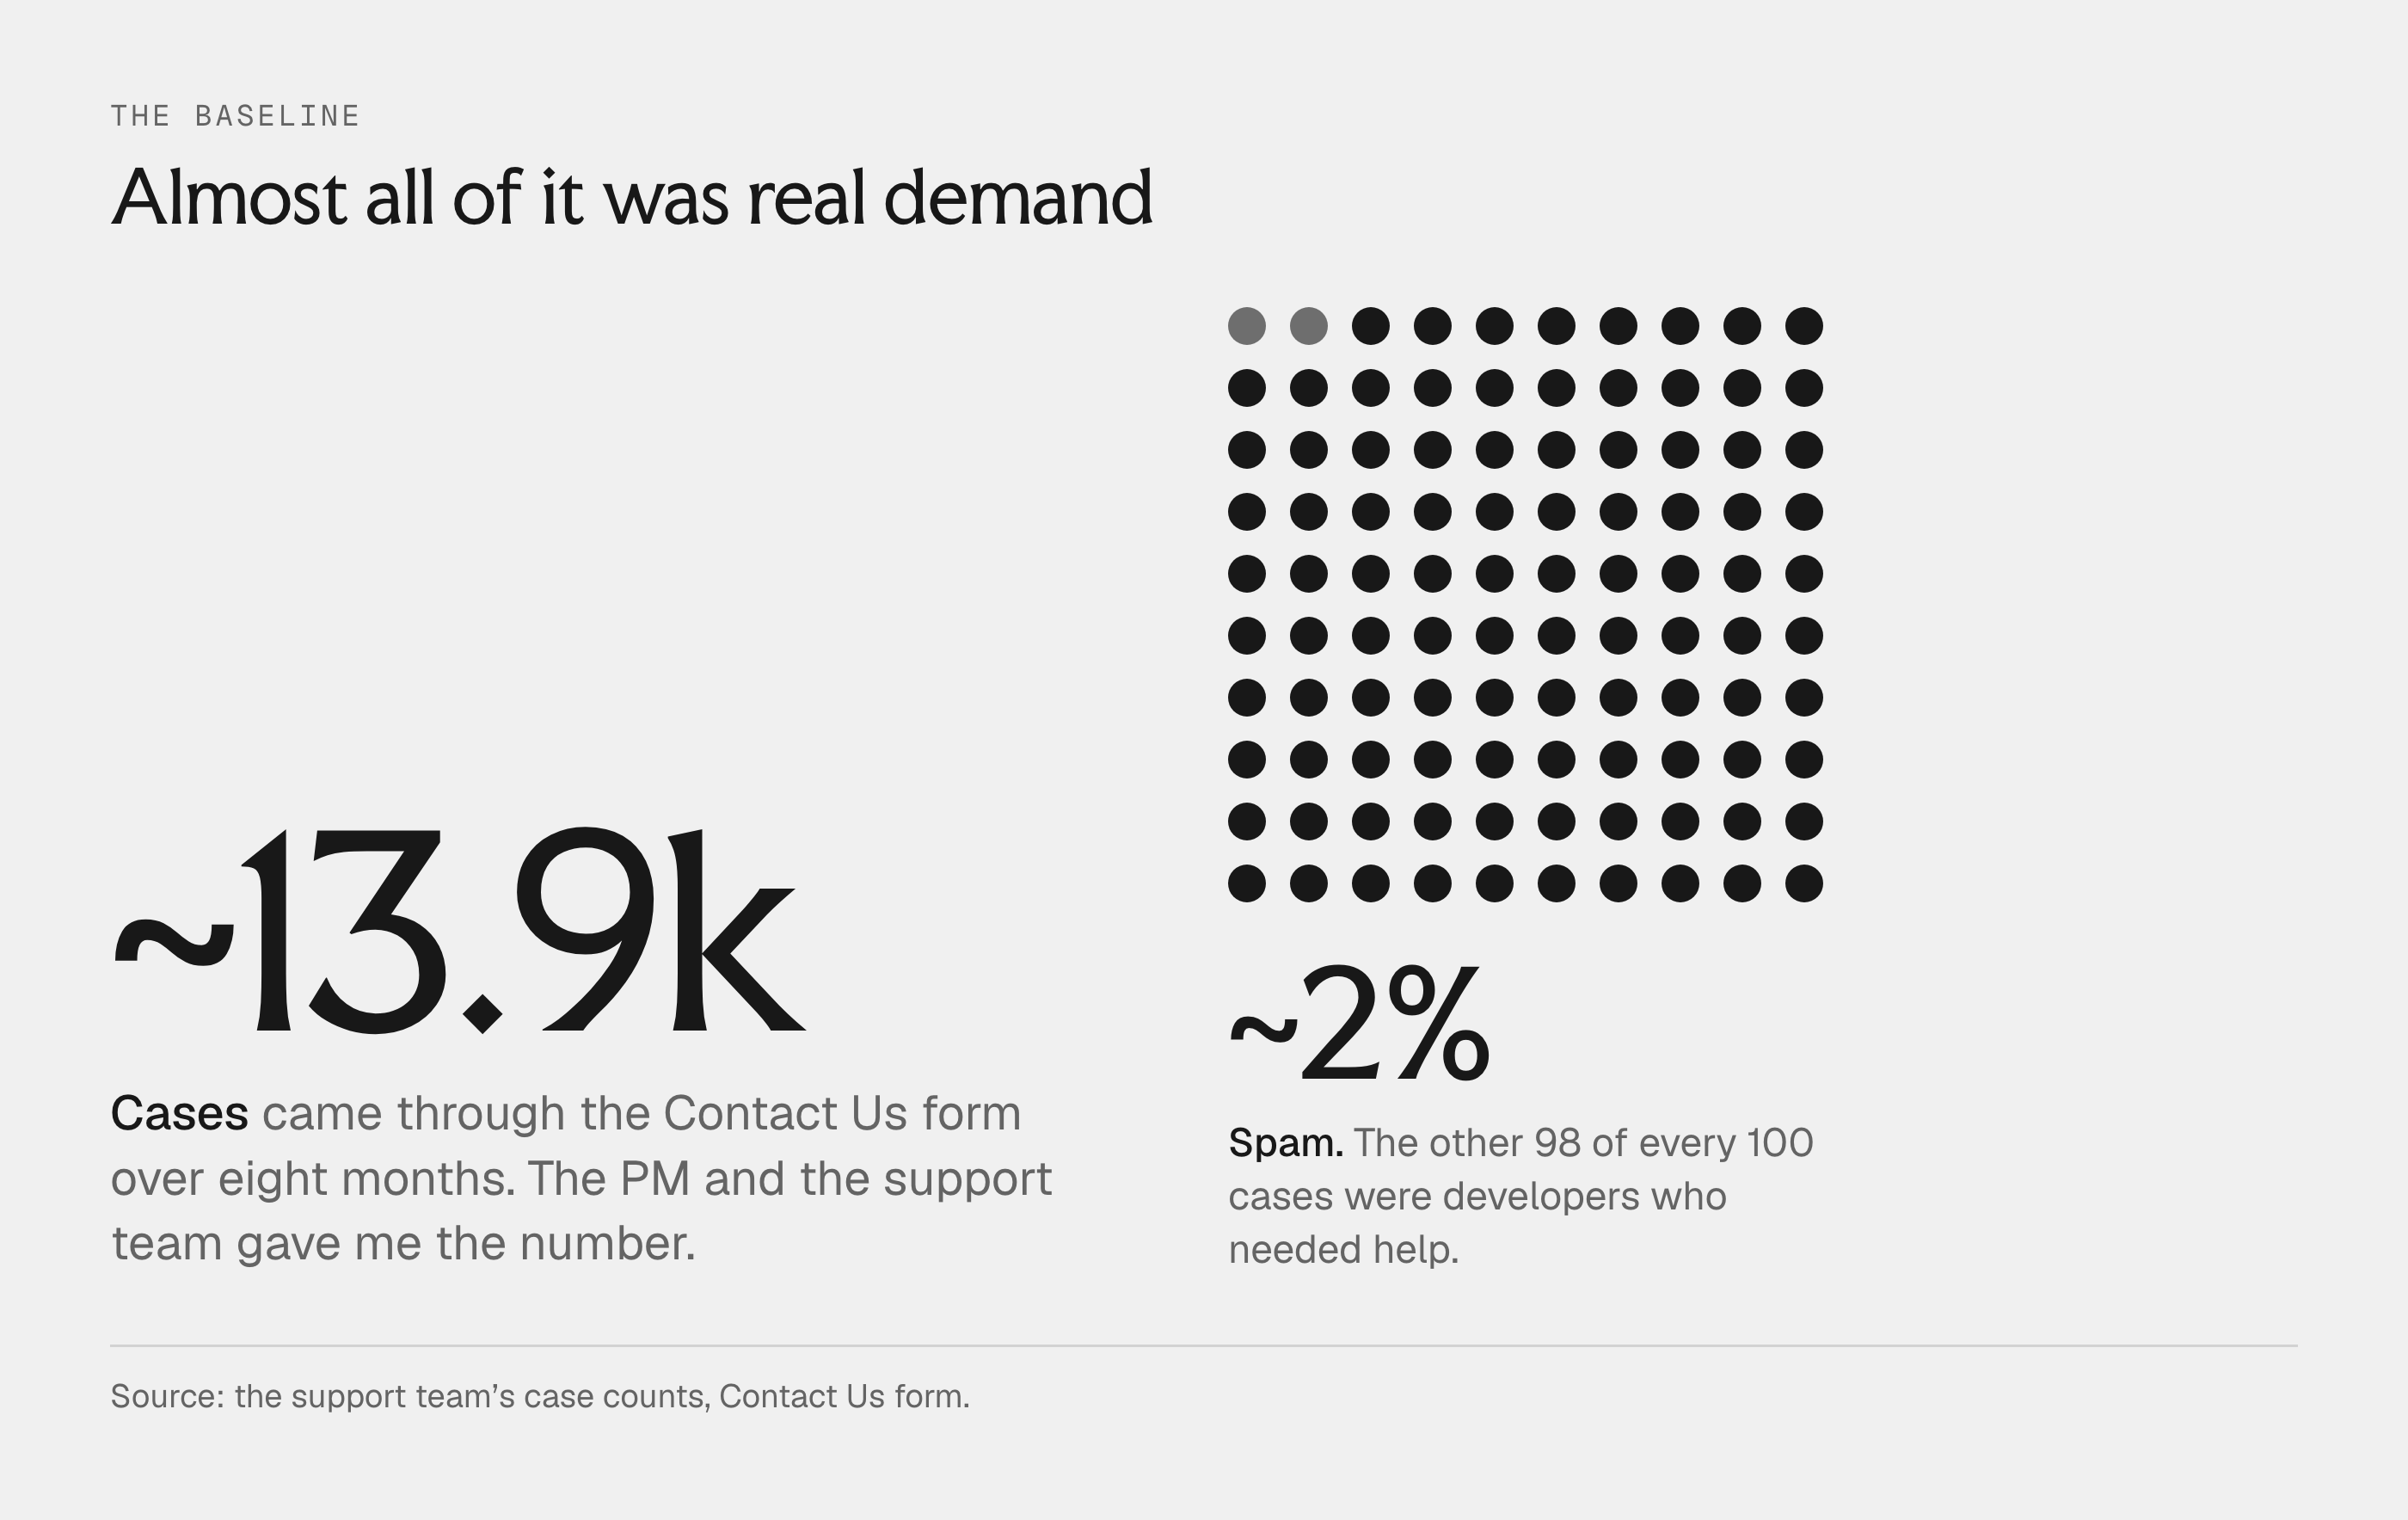 THE BASELINE
Almost all of it was real demand
~13.9k
Cases came through the Contact Us form
over eight months. The PM and the support
team gave me the number.
~2%
Spam. The other 98 of every 100
cases were developers who
needed help.
Source: the support team’s case counts, Contact Us form.